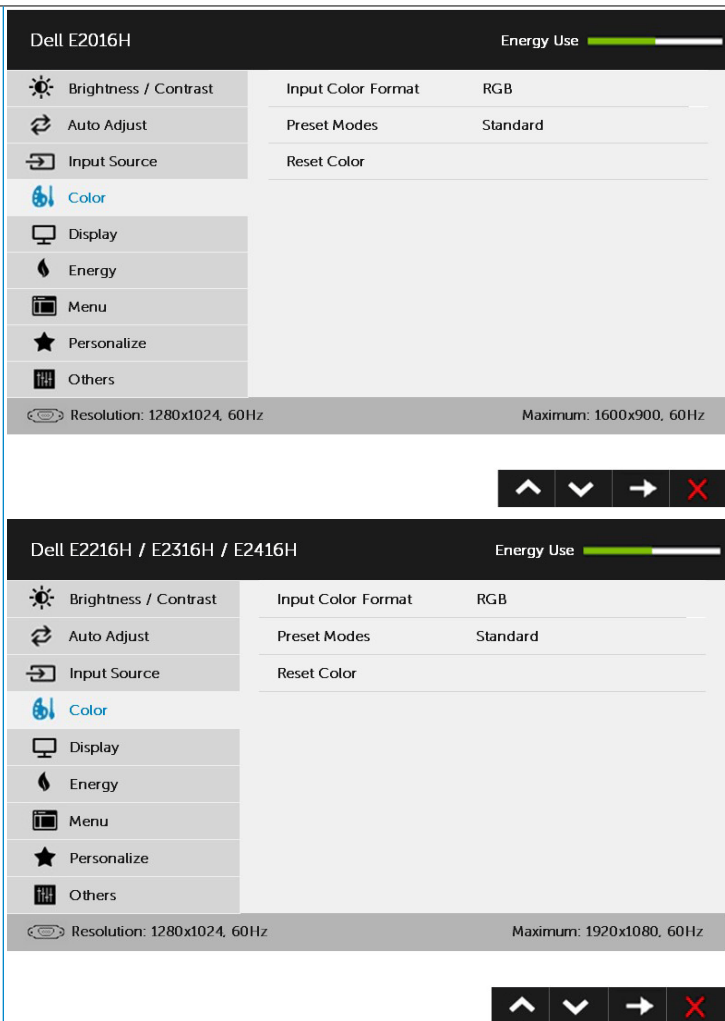 Dell E2016H Energy Use
Brightness / Contrast Input Color Format RGB
Auto Adjust Preset Modes Standard
Input Source Reset Color
Color
Display
Energy
Menu
Personalize
Others
Resolution: 1280x1024, 60Hz Maximum: 1600x900, 60Hz
Dell E2216H / E2316H / E2416H Energy Use
Brightness / Contrast Input Color Format RGB
Auto Adjust Preset Modes Standard
Input Source Reset Color
Color
Display
Energy
Menu
Personalize
Others
Resolution: 1280x1024, 60Hz Maximum: 1920x1080, 60Hz